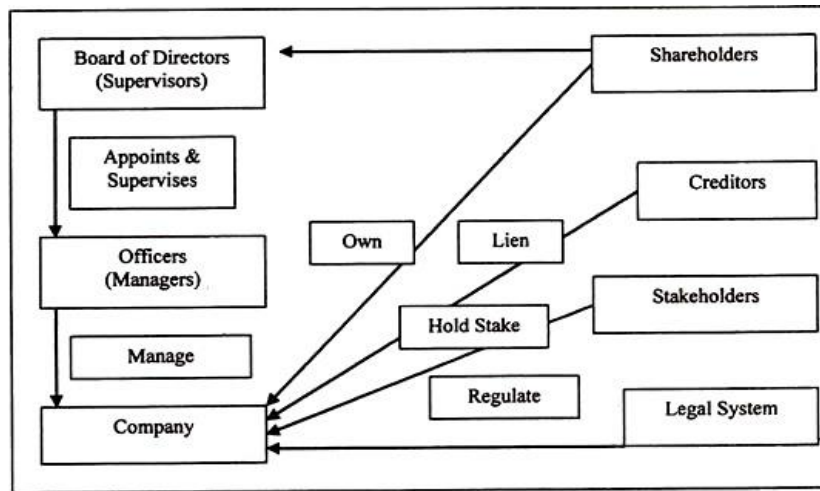 Board of Directors
(Supervisors)
Shareholders
Appoints &
Supervises
Creditors
Own
Lien
Officers
(Managers)
Stakeholders
Hold Stake
Manage
Regulate
Legal System
Company